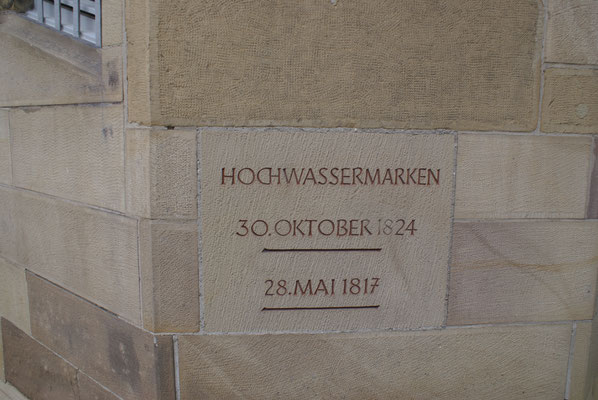 HOCHWASSERMARKEN
30. OKTOBER 1824
28. MAI 1817